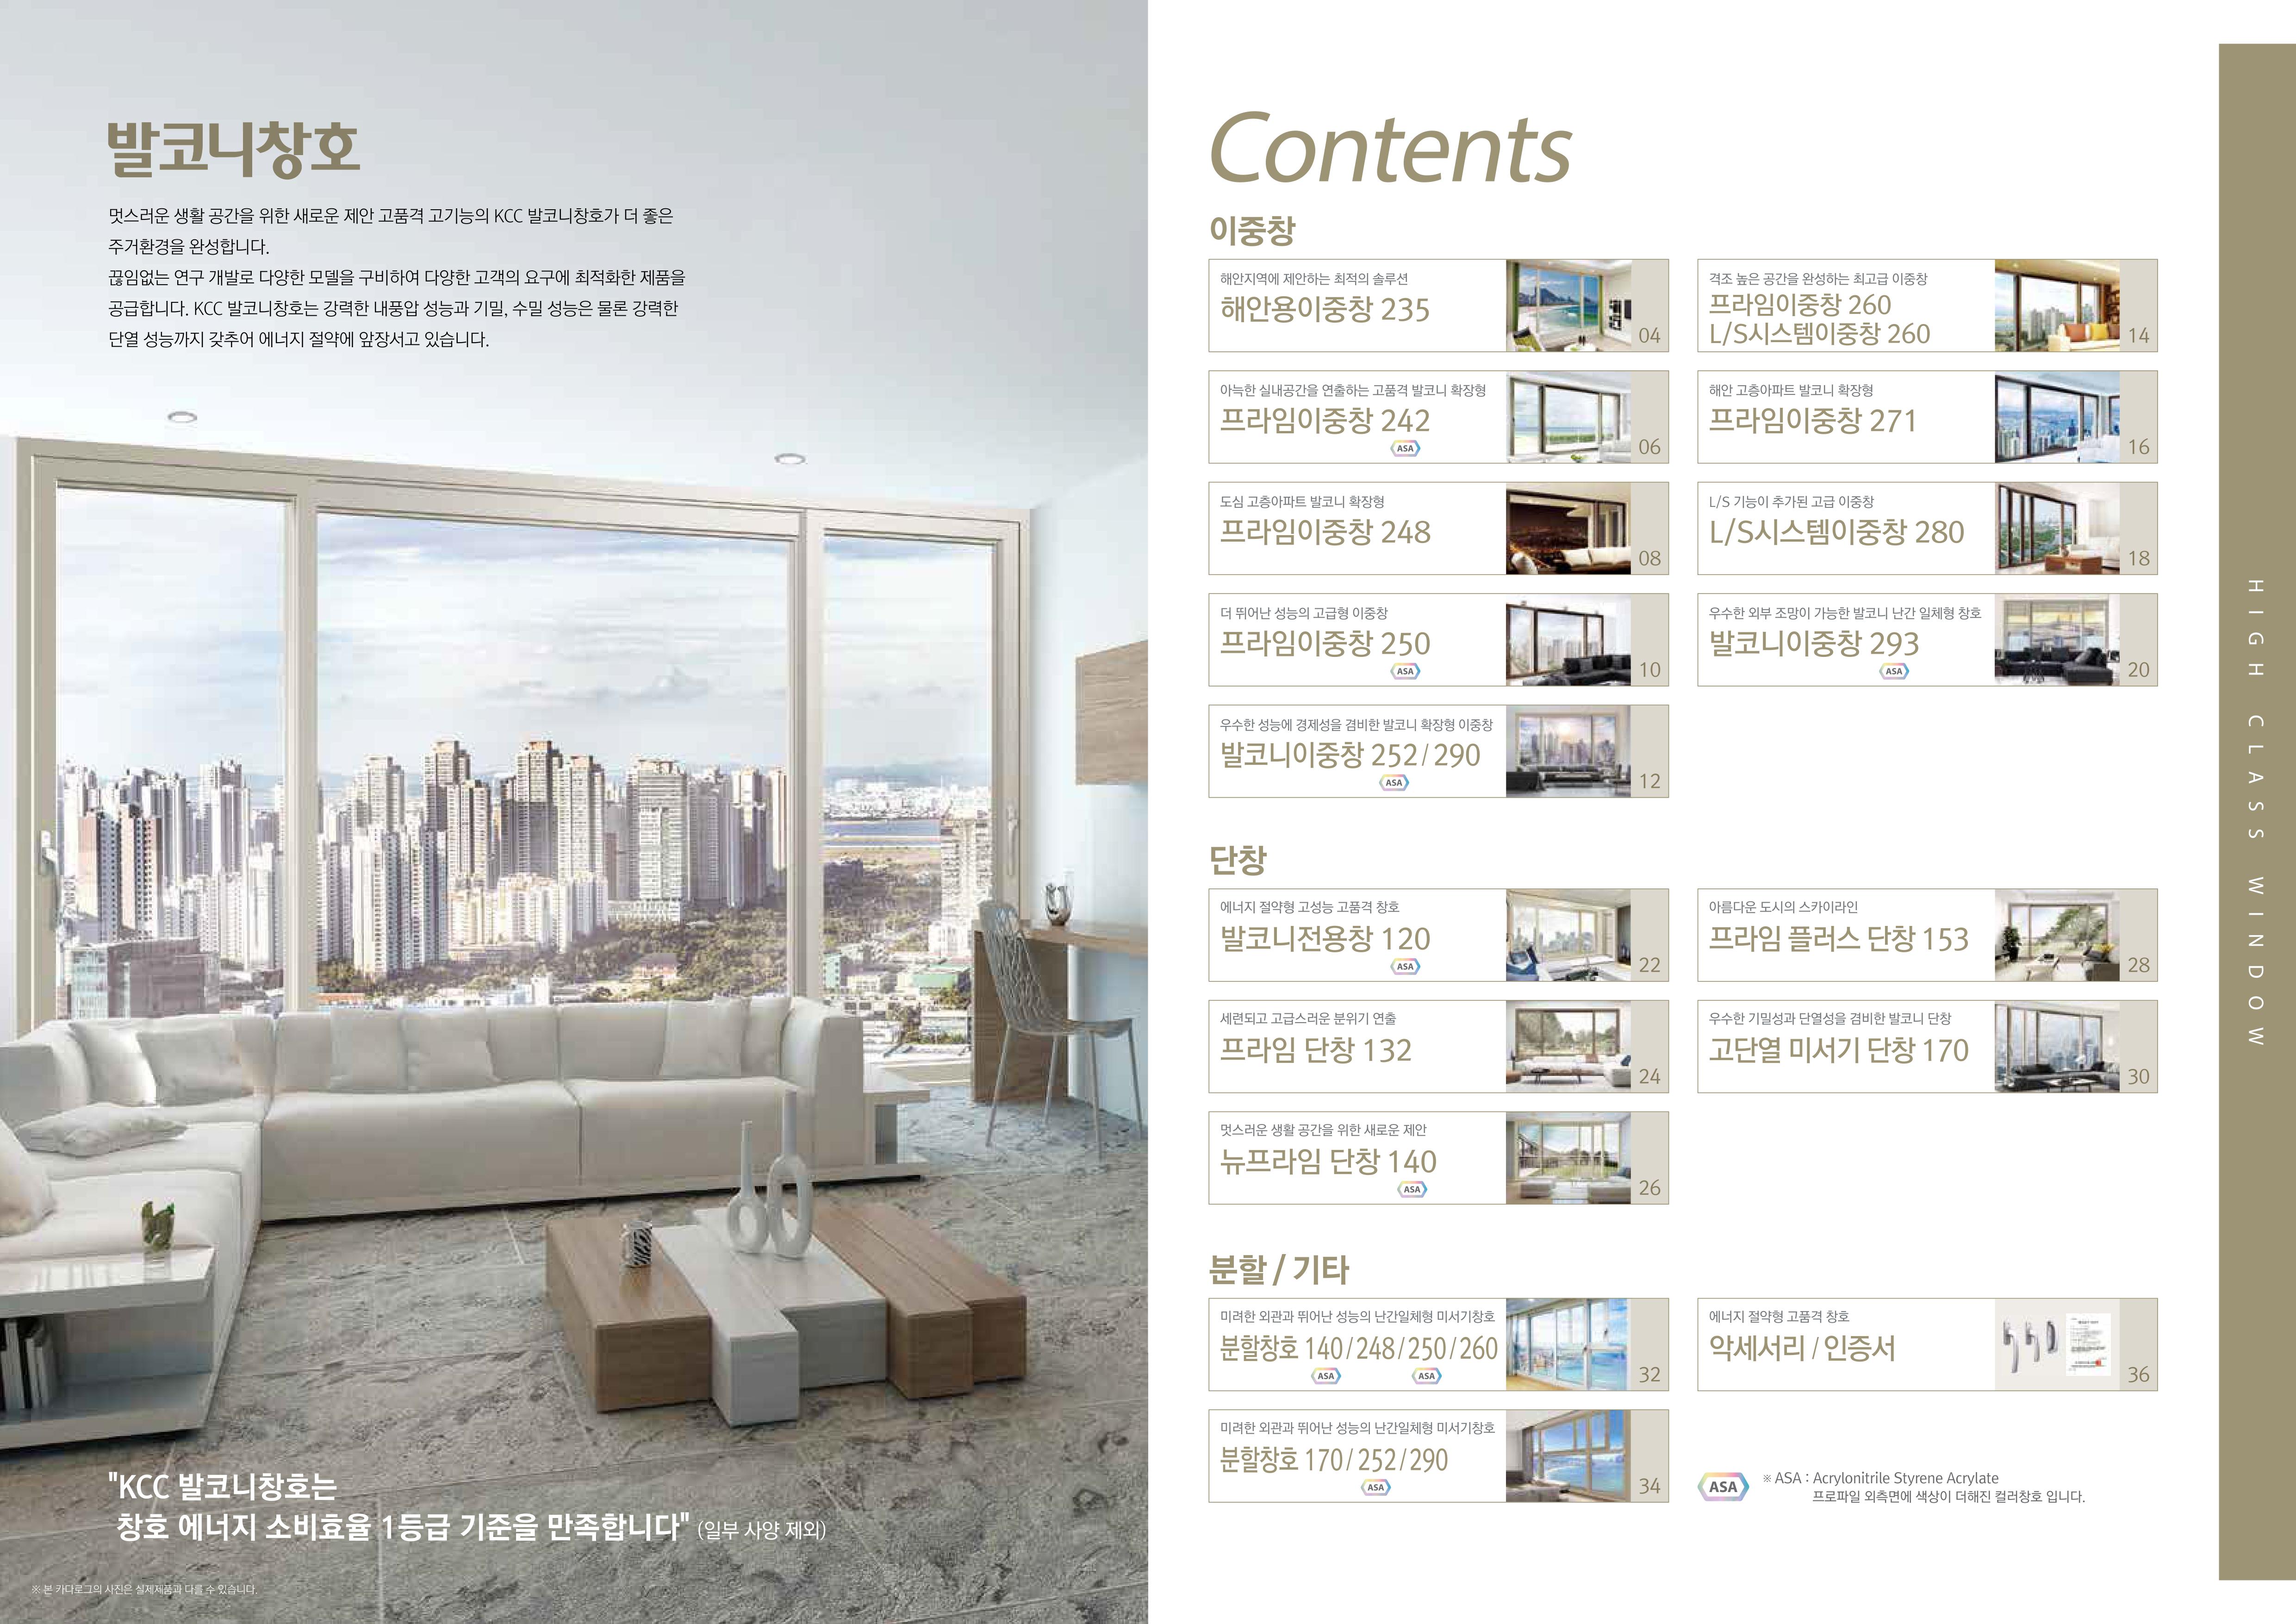 발코니창호
멋스러운 생활 공간을 위한 새로운 제안 고품격 고기능의 KCC 발코니창호가 더 좋은
주거환경을 완성합니다.
끊임없는 연구 개발로 다양한 모델을 구비하여 다양한 고객의 요구에 최적화한 제품을
공급합니다. KCC 발코니창호는 강력한 내풍압 성능과 기밀, 수밀 성능은 물론 강력한
단열 성능까지 갖추어 에너지 절약에 앞장서고 있습니다.
"KCC 발코니창호는
창호 에너지 소비효율 1등급 기준을 만족합니다" (일부 사양 제외)
※ 본 카다로그의 사진은 실제제품과 다를 수 있습니다.
Contents
이중창
해안지역에 제안하는 최적의 솔루션
해안용이중창 235
04
아늑한 실내공간을 연출하는 고품격 발코니 확장형
프라임이중창 242
ASA
06
도심 고층아파트 발코니 확장형
프라임이중창 248
08
더 뛰어난 성능의 고급형 이중창
프라임이중창 250
ASA
10
우수한 성능에 경제성을 겸비한 발코니 확장형 이중창
발코니이중창 252 / 290
ASA
12
격조 높은 공간을 완성하는 최고급 이중창
프라임이중창 260
L/S시스템이중창 260
14
해안 고층아파트 발코니 확장형
프라임이중창 271
16
L/S 기능이 추가된 고급 이중창
L/S시스템이중창 280
18
우수한 외부 조망이 가능한 발코니 난간 일체형 창호
발코니이중창 293
ASA
20
단창
에너지 절약형 고성능 고품격 창호
발코니전용창 120
ASA
22
세련되고 고급스러운 분위기 연출
프라임 단창 132
24
멋스러운 생활 공간을 위한 새로운 제안
뉴프라임 단창 140
ASA
26
아름다운 도시의 스카이라인
프라임 플러스 단창 153
28
우수한 기밀성과 단열성을 겸비한 발코니 단창
고단열 미서기 단창 170
30
분할 / 기타
미려한 외관과 뛰어난 성능의 난간일체형 미서기창호
분할창호 140 / 248 / 250 / 260
ASA ASA
32
미려한 외관과 뛰어난 성능의 난간일체형 미서기창호
분할창호 170 / 252 / 290
ASA
34
에너지 절약형 고품격 창호
악세서리 / 인증서
36
ASA
※ ASA : Acrylonitrile Styrene Acrylate
프로파일 외측면에 색상이 더해진 컬러창호 입니다.
HIGH CLASS WINDOW